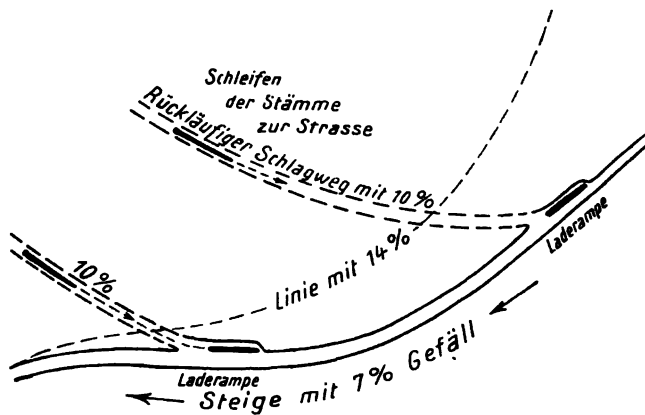 Schleifen
der Stämme
zur Strasse
Rückläufiger Schlagweg mit 10%
Laderampe
10%
Linie mit 14%
Laderampe
Steige mit 7% Gefäll